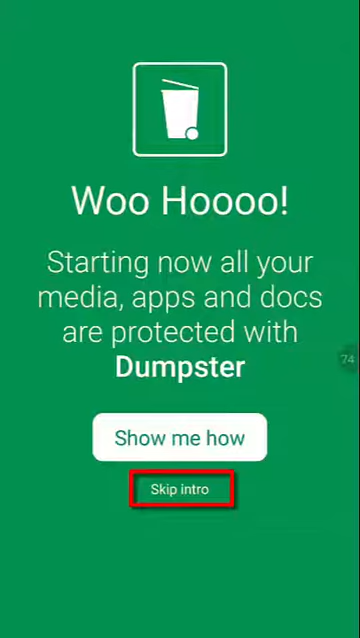 Woo Hoooo!
Starting now all your
media, apps and docs
are protected with
Dumpster
74
Show me how
Skip intro